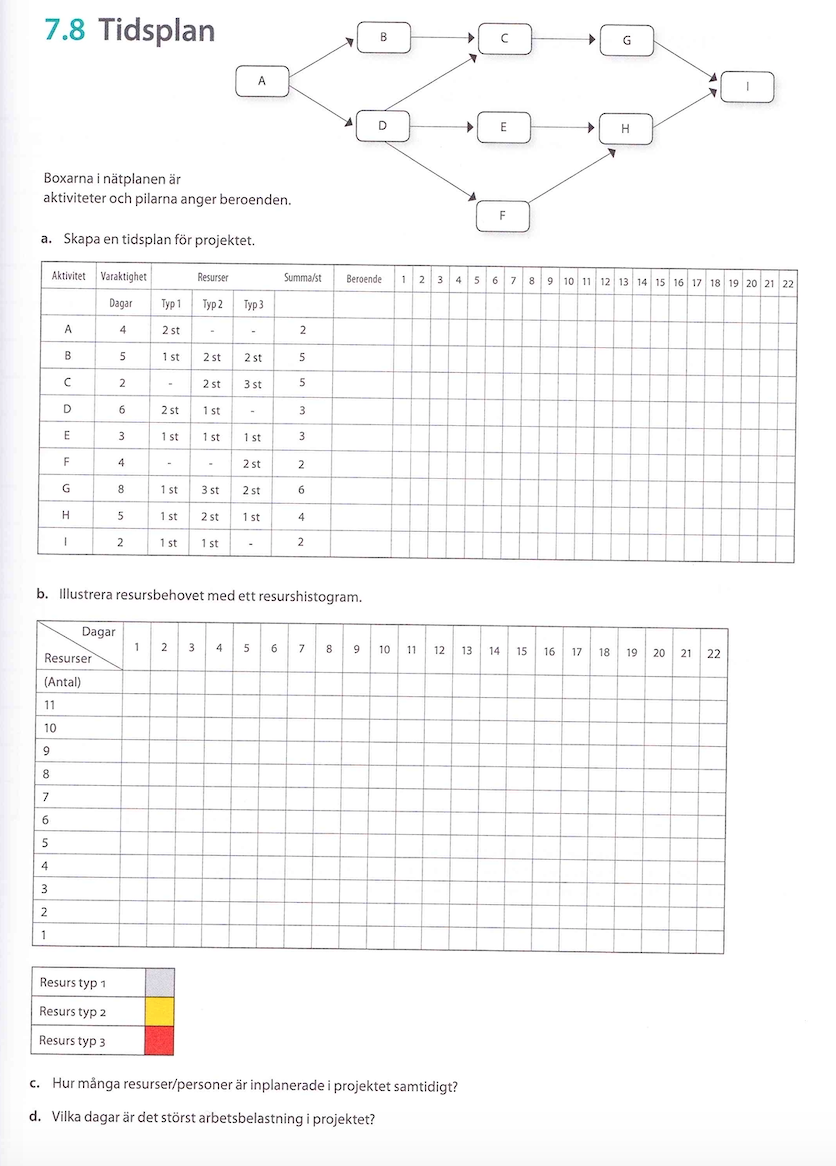 7.8 Tidsplan
B
C
G
A
I
D
E
H
F
Boxarna i nätplanen är
aktiviteter och pilarna anger beroenden.
a. Skapa en tidsplan för projektet.
Aktivitet Varaktighet Resurser Summa/st Beroende 1 2 3 4 5 6 7 8 9 10 11 12 13 14 15 16 17 18 19 20 21 22
Dagar Typ 1 Typ 2 Typ 3
A 4 2 st - - 2
B 5 1 st 2 st 2 st 5
C 2 - 2 st 3 st 5
D 6 2 st 1 st - 3
E 3 1 st 1 st 1 st 3
F 4 - - 2 st 2
G 8 1 st 3 st 2 st 6
H 5 1 st 2 st 1 st 4
I 2 1 st 1 st - 2
b. Illustrera resursbehovet med ett resurshistogram.
Dagar
1 2 3 4 5 6 7 8 9 10 11 12 13 14 15 16 17 18 19 20 21 22
Resurser
(Antal)
11
10
9
8
7
6
5
4
3
2
1
Resurs typ 1
Resurs typ 2
Resurs typ 3
c. Hur många resurser/personer är inplanerade i projektet samtidigt?
d. Vilka dagar är det störst arbetsbelastning i projektet?